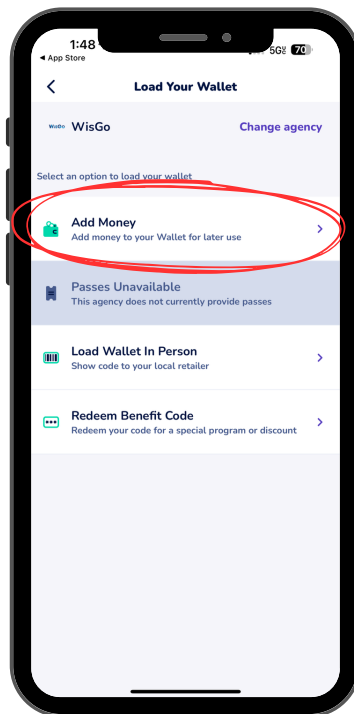 1:48
5G
70
App Store
Load Your Wallet
WisGo WisGo
Change agency
Select an option to load your wallet
Add Money
Add money to your Wallet for later use
Passes Unavailable
This agency does not currently provide passes
Load Wallet In Person
Show code to your local retailer
Redeem Benefit Code
Redeem your code for a special program or discount